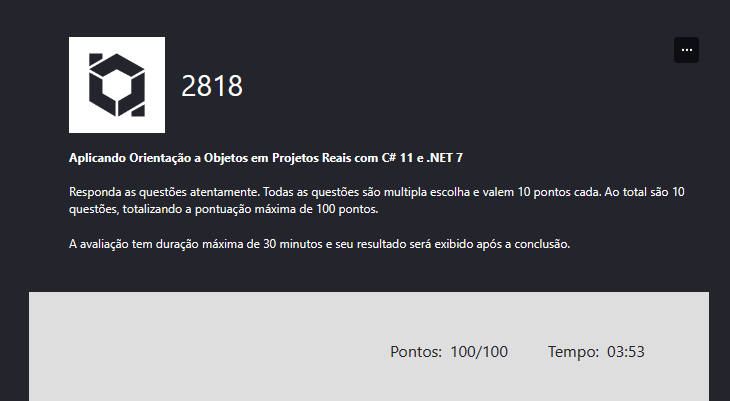 2818
Aplicando Orientação a Objetos em Projetos Reais com C# 11 e .NET 7
Responda as questões atentamente. Todas as questões são multipla escolha e valem 10 pontos cada. Ao total são 10
questões, totalizando a pontuação máxima de 100 pontos.
A avaliação tem duração máxima de 30 minutos e seu resultado será exibido após a conclusão.
Pontos: 100/100 Tempo: 03:53